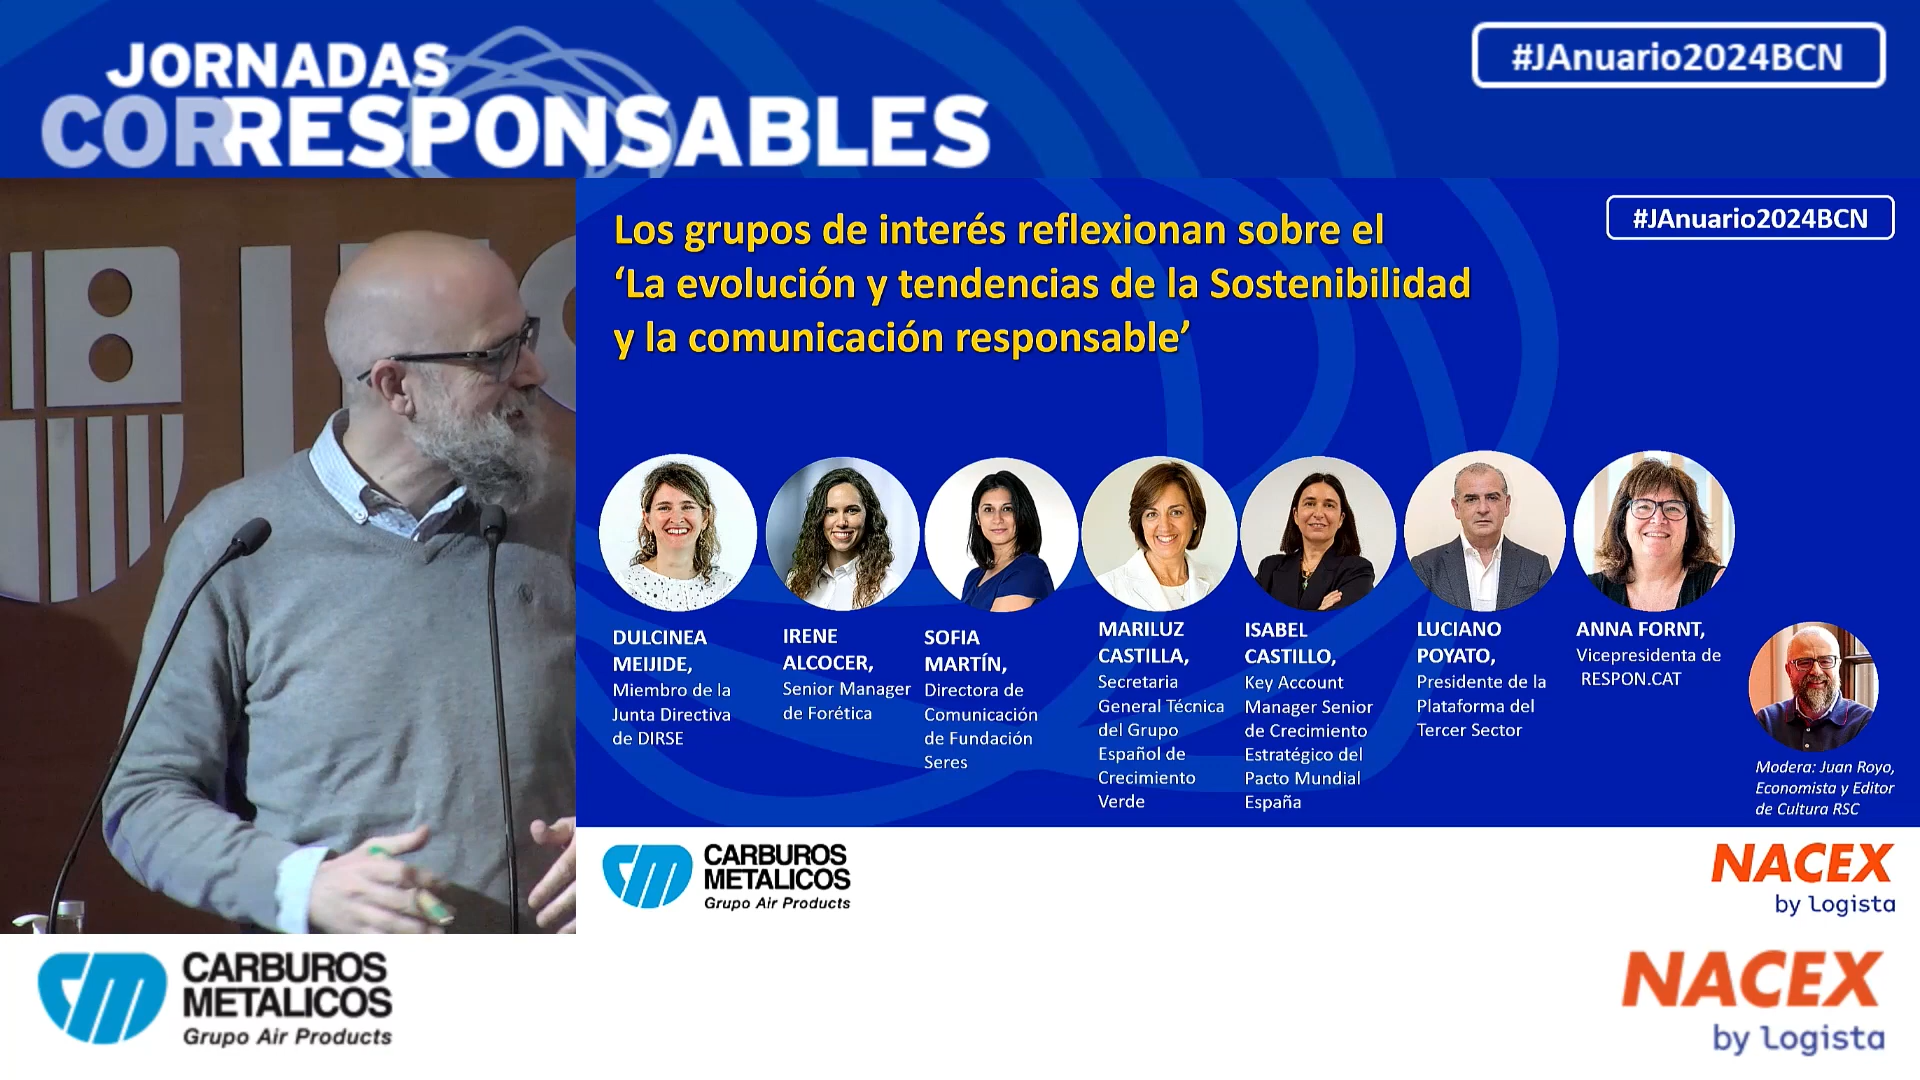 JORNADAS
CORRESPONSABLES
#JAnuario2024BCN
Los grupos de interés reflexionan sobre el
‘La evolución y tendencias de la Sostenibilidad
y la comunicación responsable’
#JAnuario2024BCN
DULCINEA
MEIJIDE,
Miembro de la
Junta Directiva
de DIRSE
IRENE
ALCOCER,
Senior Manager
de Forética
SOFIA
MARTÍN,
Directora de
Comunicación
de Fundación
Seres
MARILUZ
CASTILLA,
Secretaria
General Técnica
del Grupo
Español de
Crecimiento
Verde
ISABEL
CASTILLO,
Key Account
Manager Senior
de Crecimiento
Estratégico del
Pacto Mundial
España
LUCIANO
POYATO,
Presidente de la
Plataforma del
Tercer Sector
ANNA FORNT,
Vicepresidenta de
RESPON.CAT
Modera: Juan Royo,
Economista y Editor
de Cultura RSC
CARBUROS
METALICOS
Grupo Air Products
NACEX
by Logista
CARBUROS
METALICOS
Grupo Air Products
NACEX
by Logista